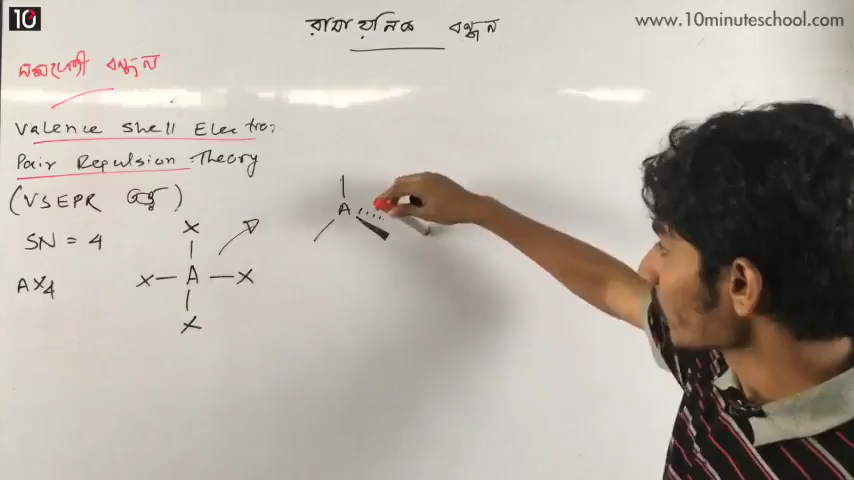 10
রাসায়নিক বন্ধন
www.10minuteschool.com
সমযোজী বন্ধন
Valence Shell Electron
Pair Repulsion Theory
(VSEPR তত্ত্ব)
SN = 4
AX4
X
X — A — X
X
A